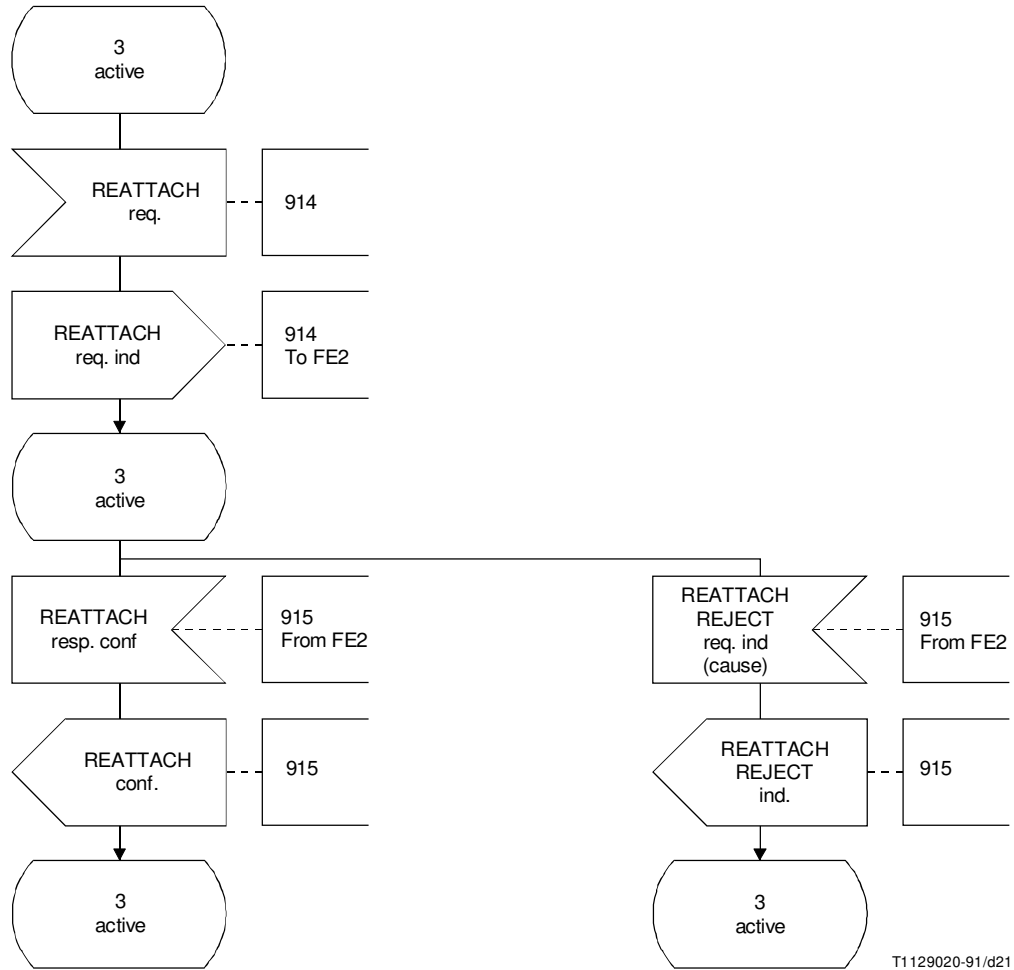 3
active
REATTACH
req.
914
REATTACH
req. ind
914
To FE2
3
active
REATTACH
resp. conf
915
From FE2
REATTACH
REJECT
req. ind
(cause)
915
From FE2
REATTACH
conf.
915
REATTACH
REJECT
ind.
915
3
active
3
active
T1129020-91/d21